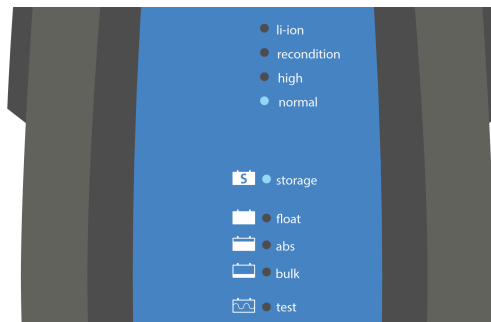 li-ion
recondition
high
normal
S storage
float
abs
bulk
test